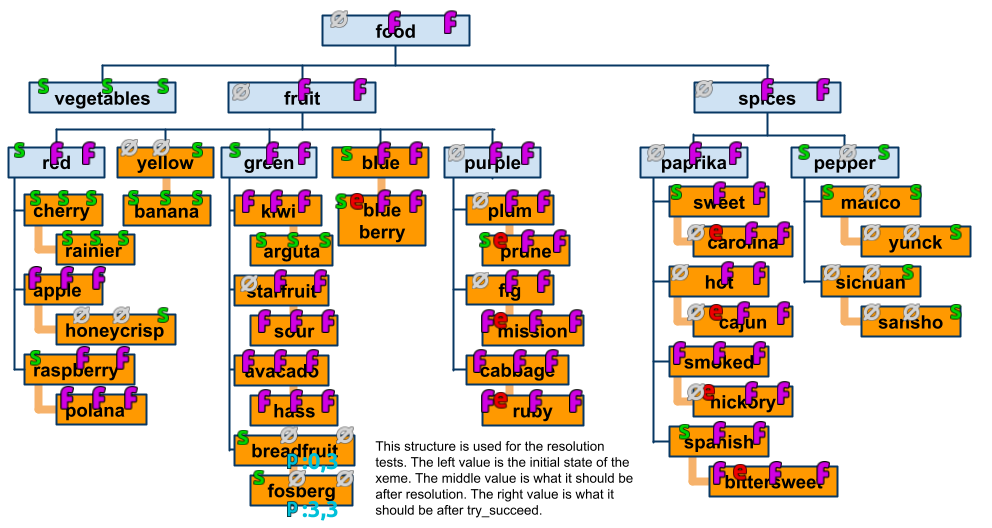 Ø F F
food
S S S
vegetables
Ø F F
fruit
Ø F F
spices
S F F
red
Ø Ø S
yellow
S F F
green
S F F
blue
Ø F F
purple
Ø F F
paprika
S Ø S
pepper
S S S
cherry
S S S
banana
F F F
kiwi
S e F F
blue
berry
Ø F F
plum
S F F
sweet
S Ø S
matico
S S S
rainier
S S S
arguta
S e F F
prune
Ø e F F
carolina
Ø Ø S
yunck
F F F
apple
Ø F F
starfruit
Ø F F
fig
Ø F F
hot
Ø Ø S
sichuan
Ø Ø S
honeycrisp
F F F
sour
F e F F
mission
Ø e F F
cajun
Ø Ø S
sansho
S F F
raspberry
F F F
avacado
F F F
cabbage
F F F
smoked
F F F
polana
F F F
hass
F e F F
ruby
Ø e F F
hickory
S Ø Ø
breadfruit
P :0,3
S F F
spanish
S Ø Ø
fosberg
P :3,3
F e F F
bittersweet
This structure is used for the resolution
tests. The left value is the initial state of the
xeme. The middle value is what it should be
after resolution. The right value is what it
should be after try_succeed.